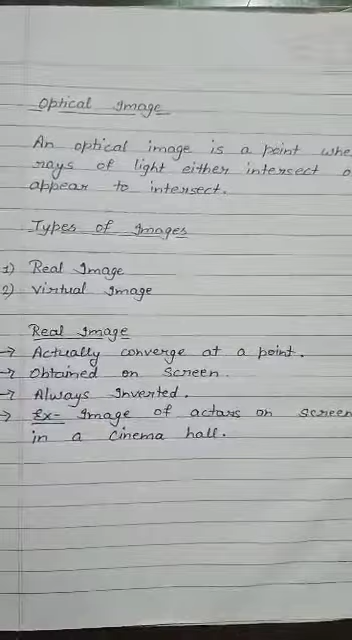 Optical Image
An optical image is a point whe
rays of light either intersect o
appear to intersect.
Types of Images
1) Real Image
2) Virtual Image
Real Image
→ Actually converge at a point.
→ Obtained on Screen.
→ Always Inverted.
→ Ex- Image of actars on screen
in a cinema hall.